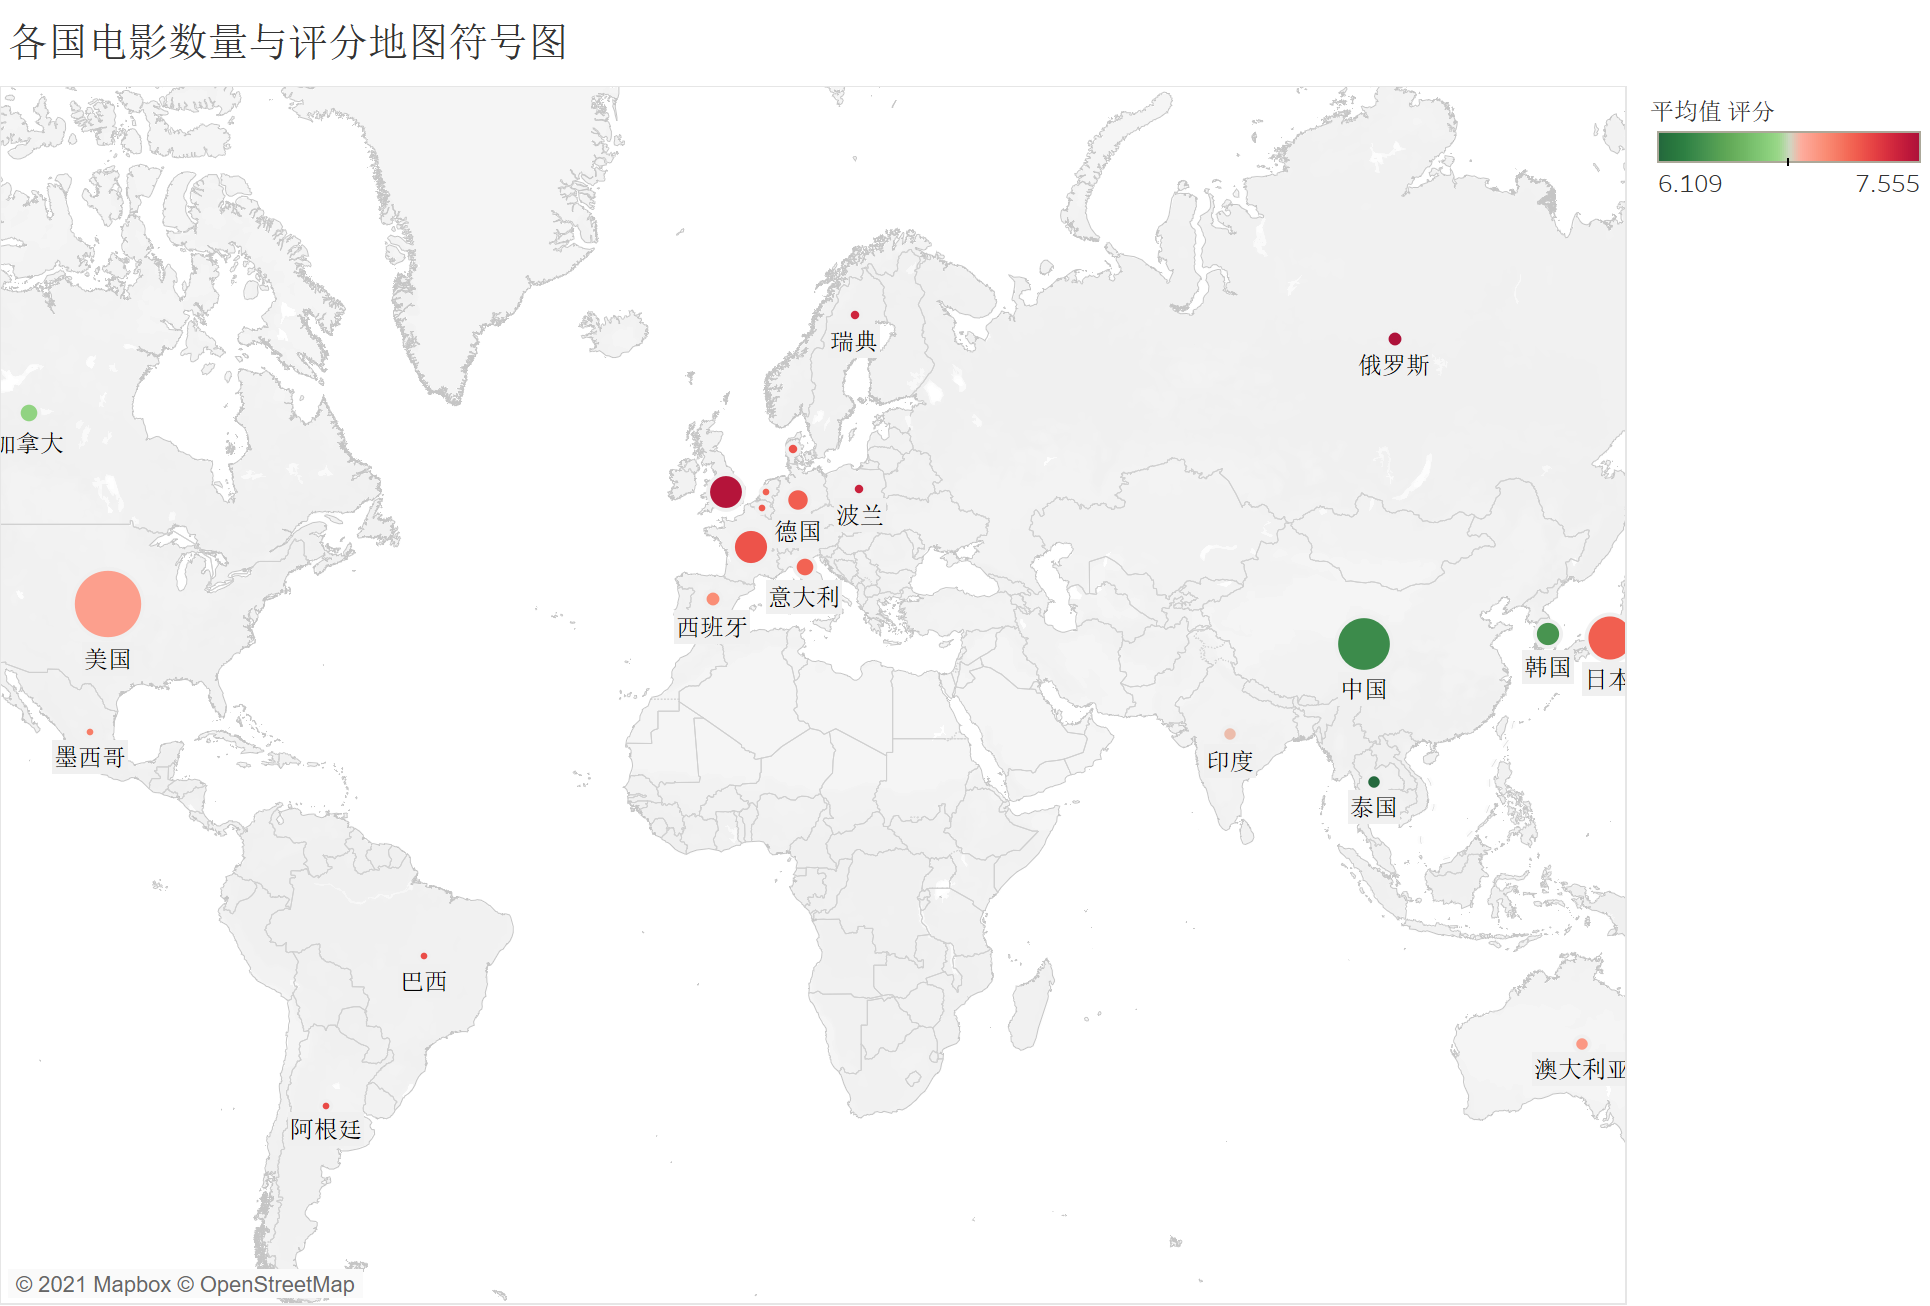 各国电影数量与评分地图符号图
平均值 评分
6.109
7.555
瑞典
俄罗斯
加拿大
波兰
德国
意大利
西班牙
美国
韩国
日本
中国
墨西哥
印度
泰国
巴西
澳大利亚
阿根廷
© 2021 Mapbox © OpenStreetMap